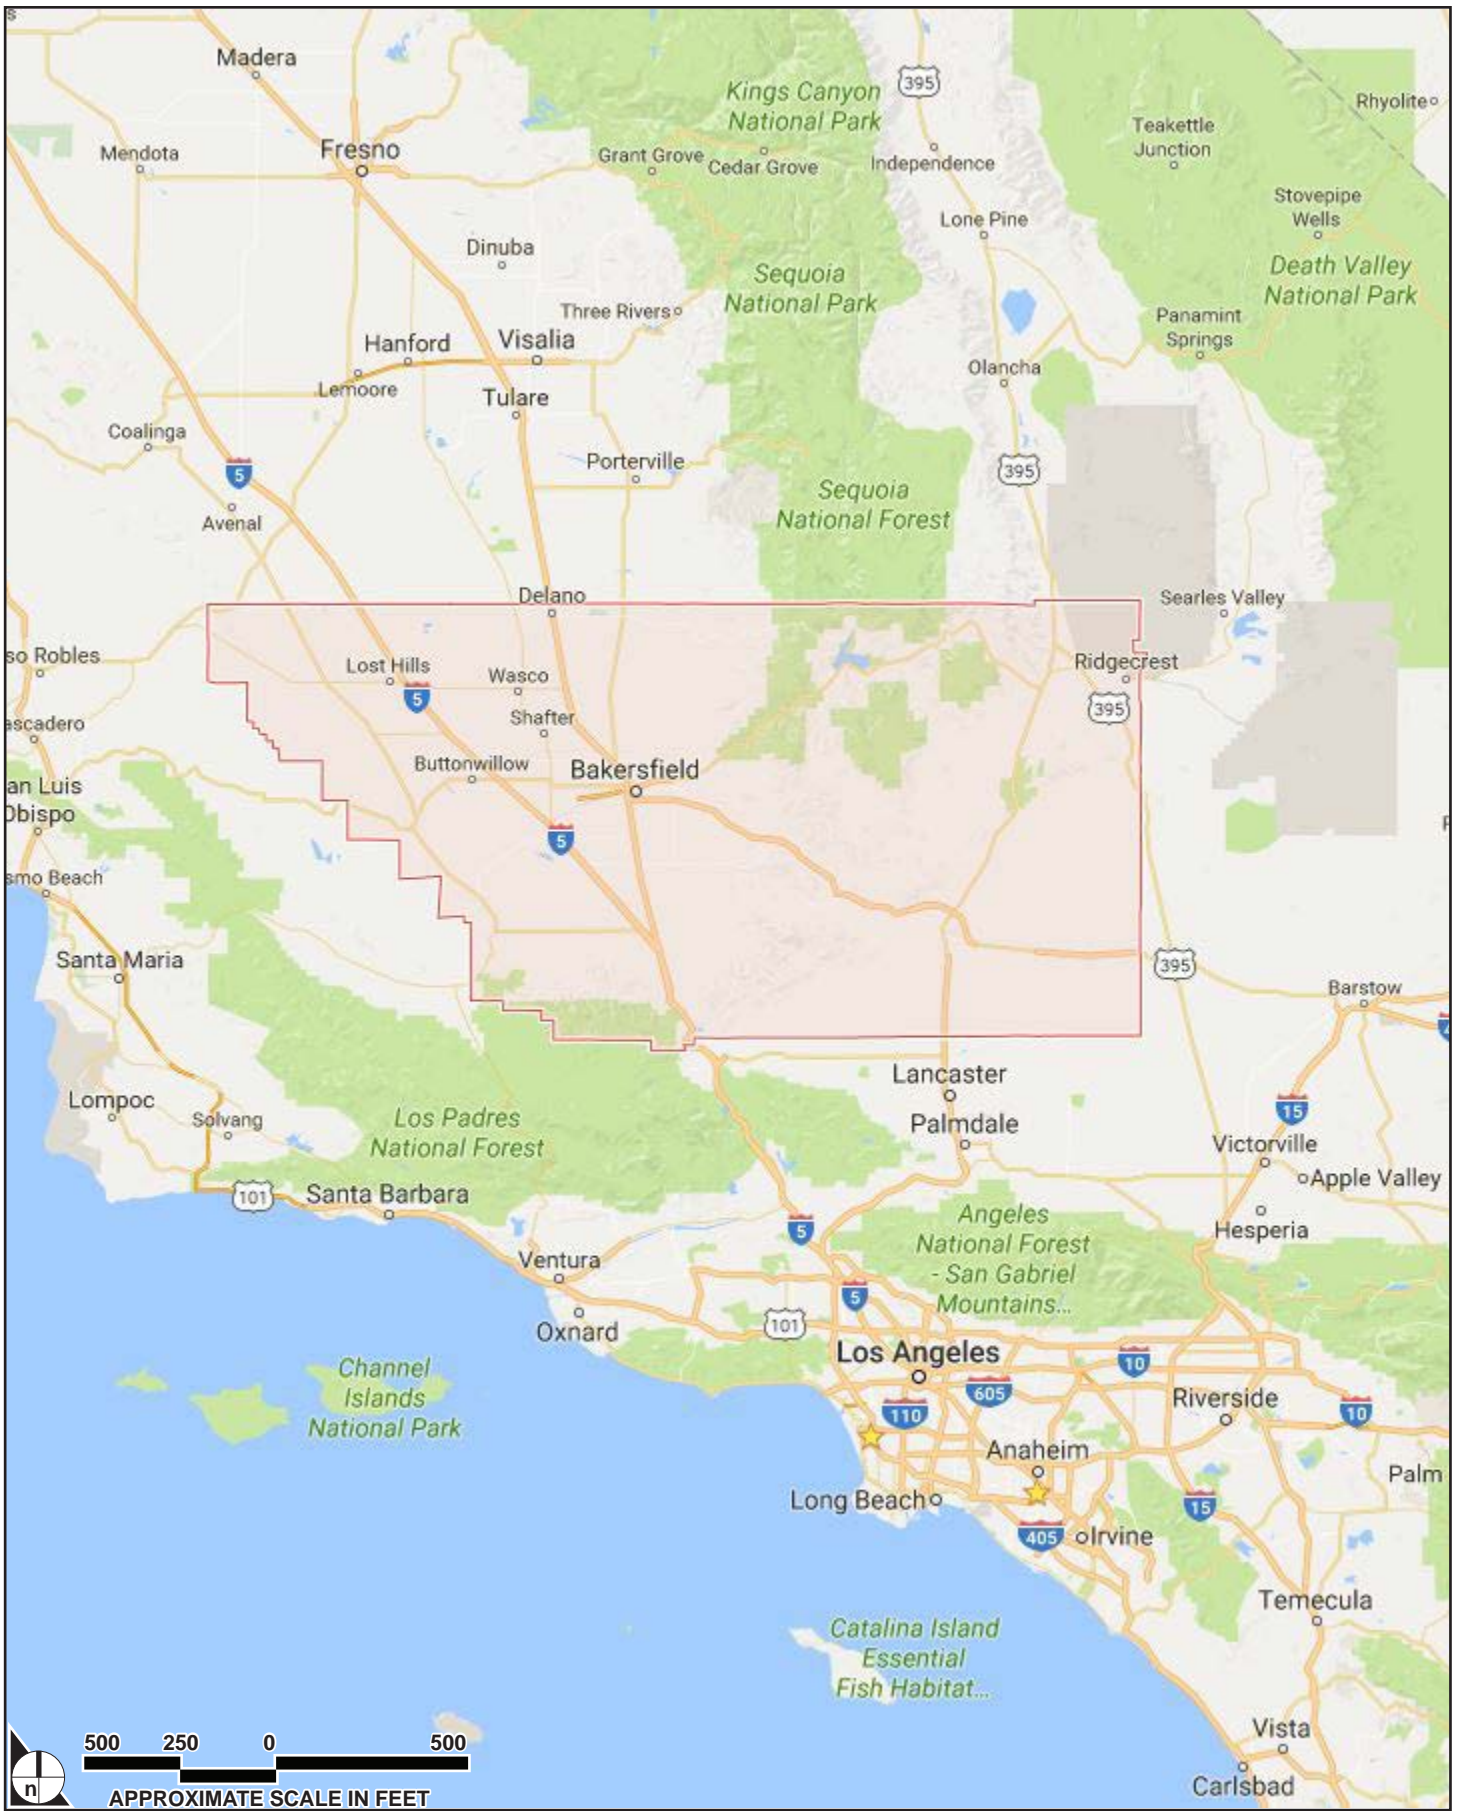 s
Madera
Kings Canyon
National Park
395
Rhyolite
Teakettle
Junction
Mendota
Fresno
Grant Grove
Cedar Grove
Independence
Stovepipe
Wells
Lone Pine
Dinuba
Death Valley
National Park
Sequoia
National Park
Three Rivers
Panamint
Springs
Hanford
Visalia
Olancha
Lemoore
Tulare
Coalinga
Porterville
5
395
Sequoia
National Forest
Avenal
Delano
Searles Valley
so Robles
Lost Hills
Wasco
Ridgecrest
5
395
ascadero
Shafter
Buttonwillow
Bakersfield
an Luis
Obispo
5
smo Beach
Santa Maria
395
Barstow
Lancaster
Lompoc
Solvang
Los Padres
National Forest
Palmdale
15
Victorville
Apple Valley
101
Santa Barbara
Hesperia
5
Angeles
National Forest
- San Gabriel
Mountains...
Ventura
5
Oxnard
101
Los Angeles
10
Channel
Islands
National Park
605
110
Riverside
10
Anaheim
Palm
Long Beach
15
405
Irvine
Temecula
Catalina Island
Essential
Fish Habitat...
Vista
Carlsbad
500 250 0 500
n
APPROXIMATE SCALE IN FEET